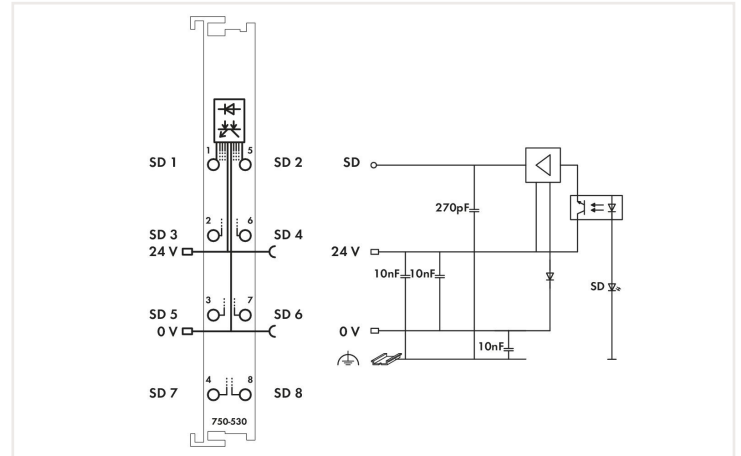 1 5
SD 1 SD 2
2 6
SD 3 SD 4
24 V
3 7
SD 5 SD 6
0 V
4 8
SD 7 SD 8
750-530
SD
270pF
24 V
10nF 10nF
SD
0 V
10nF